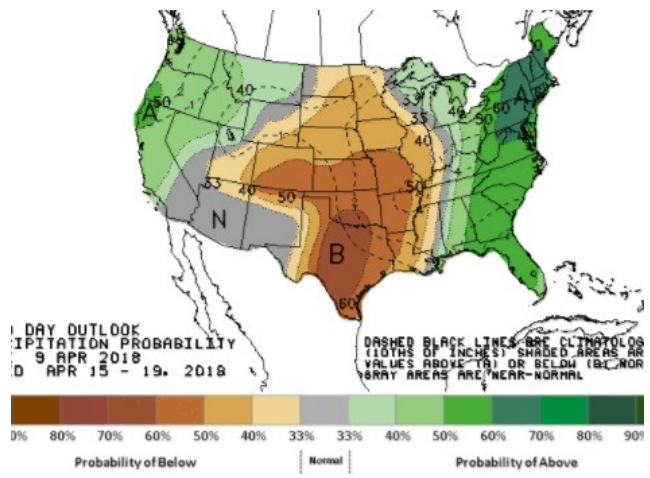 40
A 50
33
35
40
50
40
50
60
A
33
40
50
50
N
B
60
DAY OUTLOOK
IPITATION PROBABILITY
9 APR 2018
D APR 15 - 19, 2018
DASHED BLACK LINES ARE CLIMATOLOG
(10THS OF INCHES) SHADED AREAS AR
VALUES ABOVE (A) OR BELOW (B) NOR
GRAY AREAS ARE NEAR-NORMAL
0% 80% 70% 60% 50% 40% 33% 33% 40% 50% 60% 70% 80% 90%
Probability of Below Normal Probability of Above